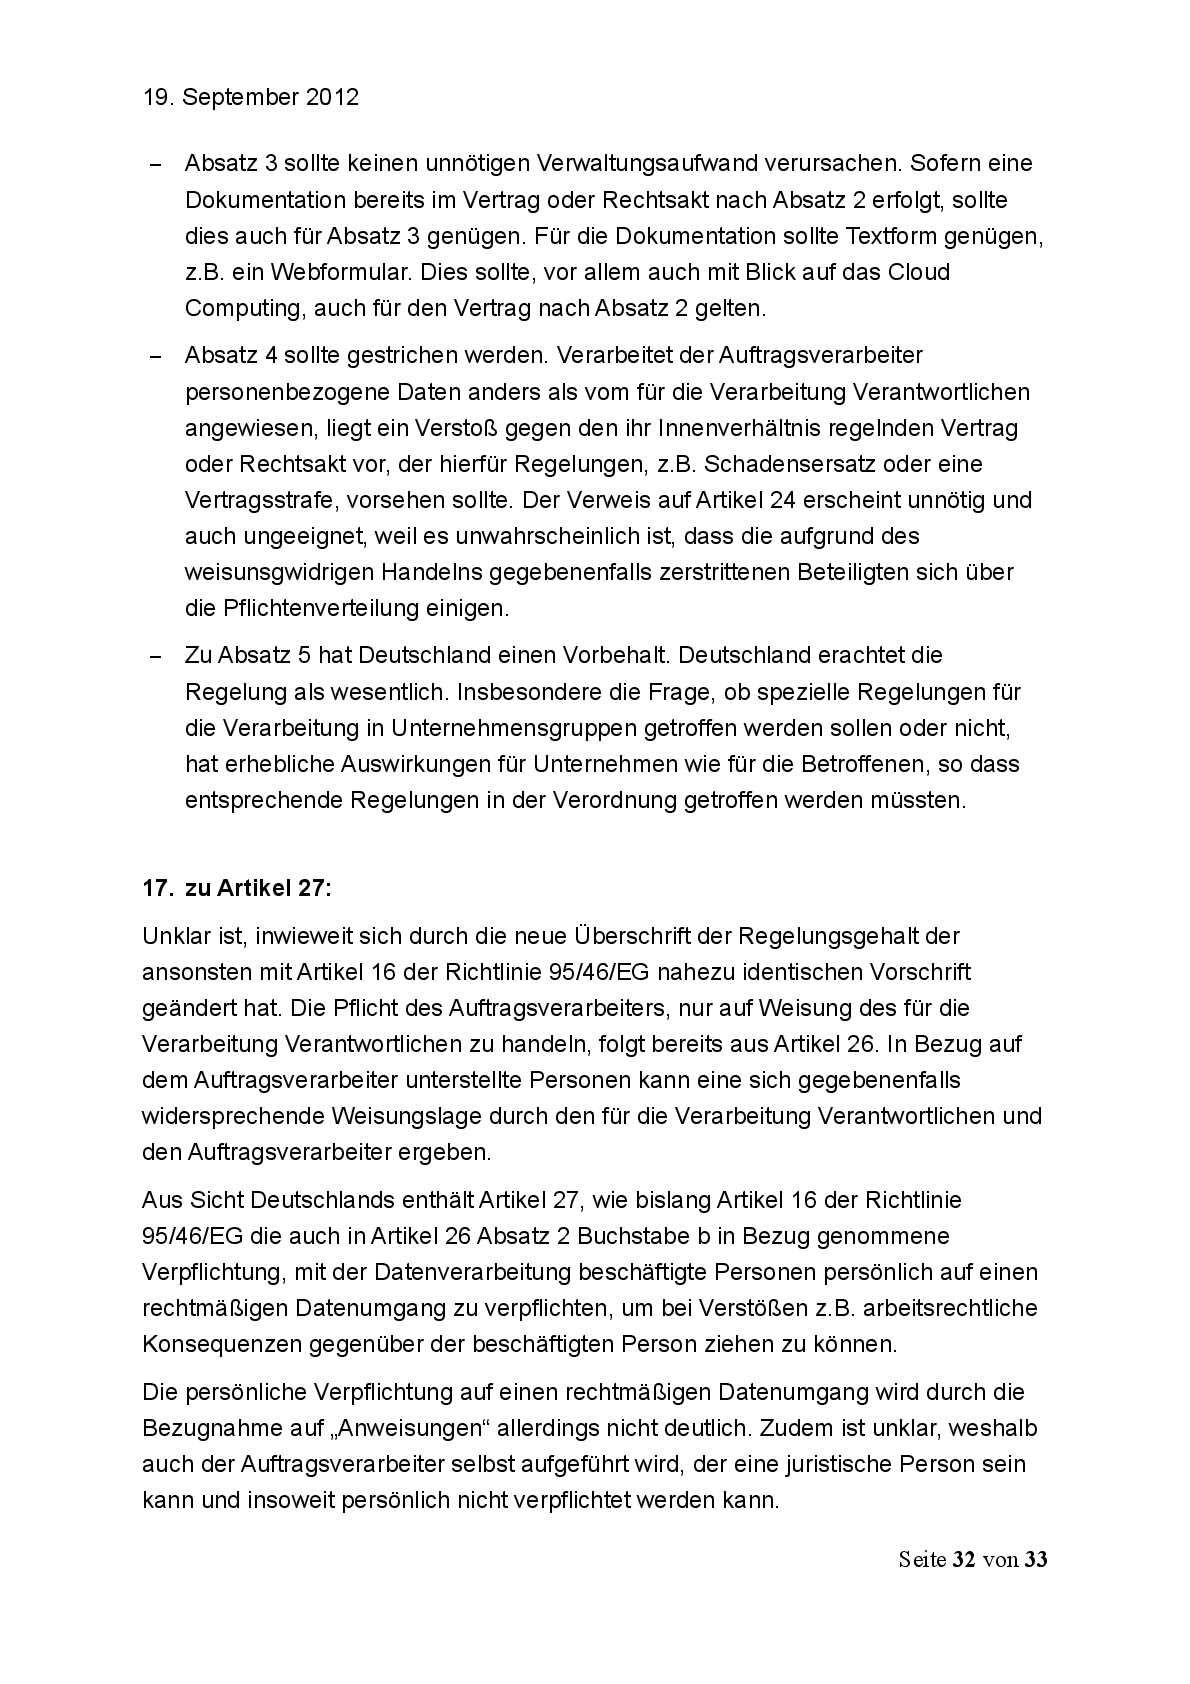 19. September 2012
– Absatz 3 sollte keinen unnötigen Verwaltungsaufwand verursachen. Sofern eine
Dokumentation bereits im Vertrag oder Rechtsakt nach Absatz 2 erfolgt, sollte
dies auch für Absatz 3 genügen. Für die Dokumentation sollte Textform genügen,
z.B. ein Webformular. Dies sollte, vor allem auch mit Blick auf das Cloud
Computing, auch für den Vertrag nach Absatz 2 gelten.
– Absatz 4 sollte gestrichen werden. Verarbeitet der Auftragsverarbeiter
personenbezogene Daten anders als vom für die Verarbeitung Verantwortlichen
angewiesen, liegt ein Verstoß gegen den ihr Innenverhältnis regelnden Vertrag
oder Rechtsakt vor, der hierfür Regelungen, z.B. Schadensersatz oder eine
Vertragsstrafe, vorsehen sollte. Der Verweis auf Artikel 24 erscheint unnötig und
auch ungeeignet, weil es unwahrscheinlich ist, dass die aufgrund des
weisunsgwidrigen Handelns gegebenenfalls zerstrittenen Beteiligten sich über
die Pflichtenverteilung einigen.
– Zu Absatz 5 hat Deutschland einen Vorbehalt. Deutschland erachtet die
Regelung als wesentlich. Insbesondere die Frage, ob spezielle Regelungen für
die Verarbeitung in Unternehmensgruppen getroffen werden sollen oder nicht,
hat erhebliche Auswirkungen für Unternehmen wie für die Betroffenen, so dass
entsprechende Regelungen in der Verordnung getroffen werden müssten.
17. zu Artikel 27:
Unklar ist, inwieweit sich durch die neue Überschrift der Regelungsgehalt der
ansonsten mit Artikel 16 der Richtlinie 95/46/EG nahezu identischen Vorschrift
geändert hat. Die Pflicht des Auftragsverarbeiters, nur auf Weisung des für die
Verarbeitung Verantwortlichen zu handeln, folgt bereits aus Artikel 26. In Bezug auf
dem Auftragsverarbeiter unterstellte Personen kann eine sich gegebenenfalls
widersprechende Weisungslage durch den für die Verarbeitung Verantwortlichen und
den Auftragsverarbeiter ergeben.
Aus Sicht Deutschlands enthält Artikel 27, wie bislang Artikel 16 der Richtlinie
95/46/EG die auch in Artikel 26 Absatz 2 Buchstabe b in Bezug genommene
Verpflichtung, mit der Datenverarbeitung beschäftigte Personen persönlich auf einen
rechtmäßigen Datenumgang zu verpflichten, um bei Verstößen z.B. arbeitsrechtliche
Konsequenzen gegenüber der beschäftigten Person ziehen zu können.
Die persönliche Verpflichtung auf einen rechtmäßigen Datenumgang wird durch die
Bezugnahme auf „Anweisungen“ allerdings nicht deutlich. Zudem ist unklar, weshalb
auch der Auftragsverarbeiter selbst aufgeführt wird, der eine juristische Person sein
kann und insoweit persönlich nicht verpflichtet werden kann.
Seite 32 von 33